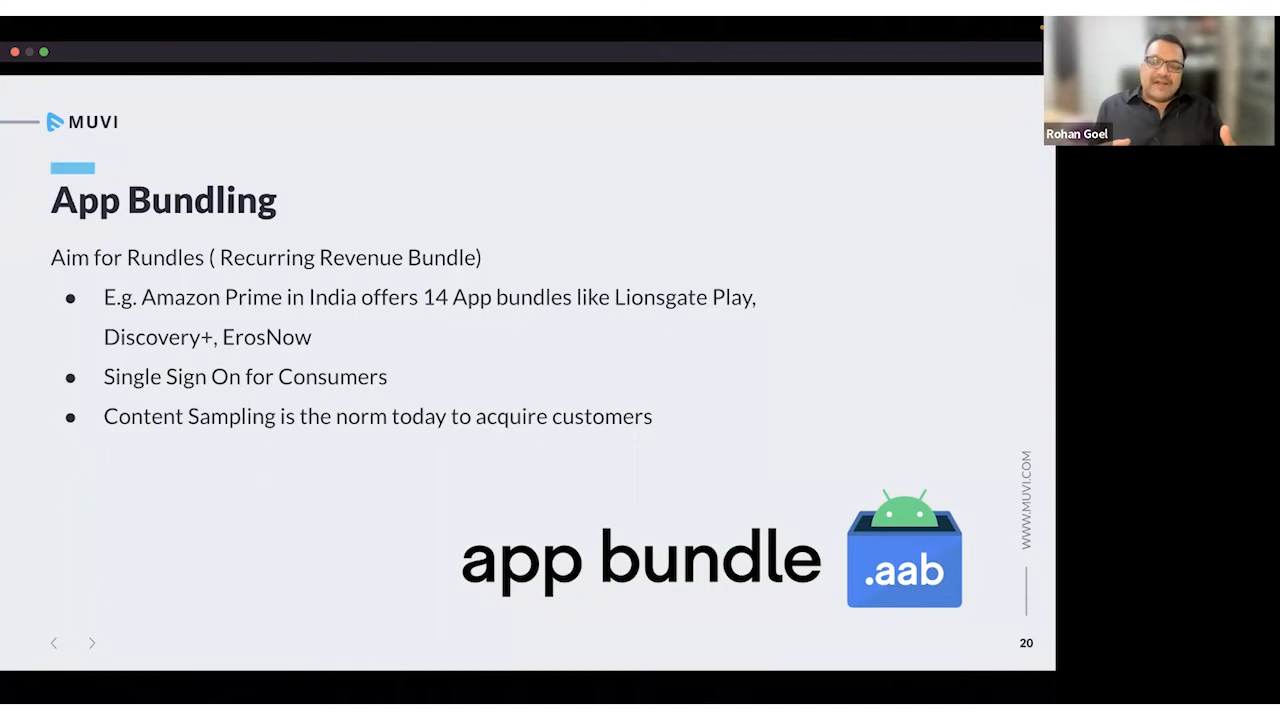 MUVI
Rohan Goel
App Bundling
Aim for Rundles ( Recurring Revenue Bundle)
● E.g. Amazon Prime in India offers 14 App bundles like Lionsgate Play,
Discovery+, ErosNow
● Single Sign On for Consumers
● Content Sampling is the norm today to acquire customers
WWW.MUVI.COM
app bundle
.aab
20